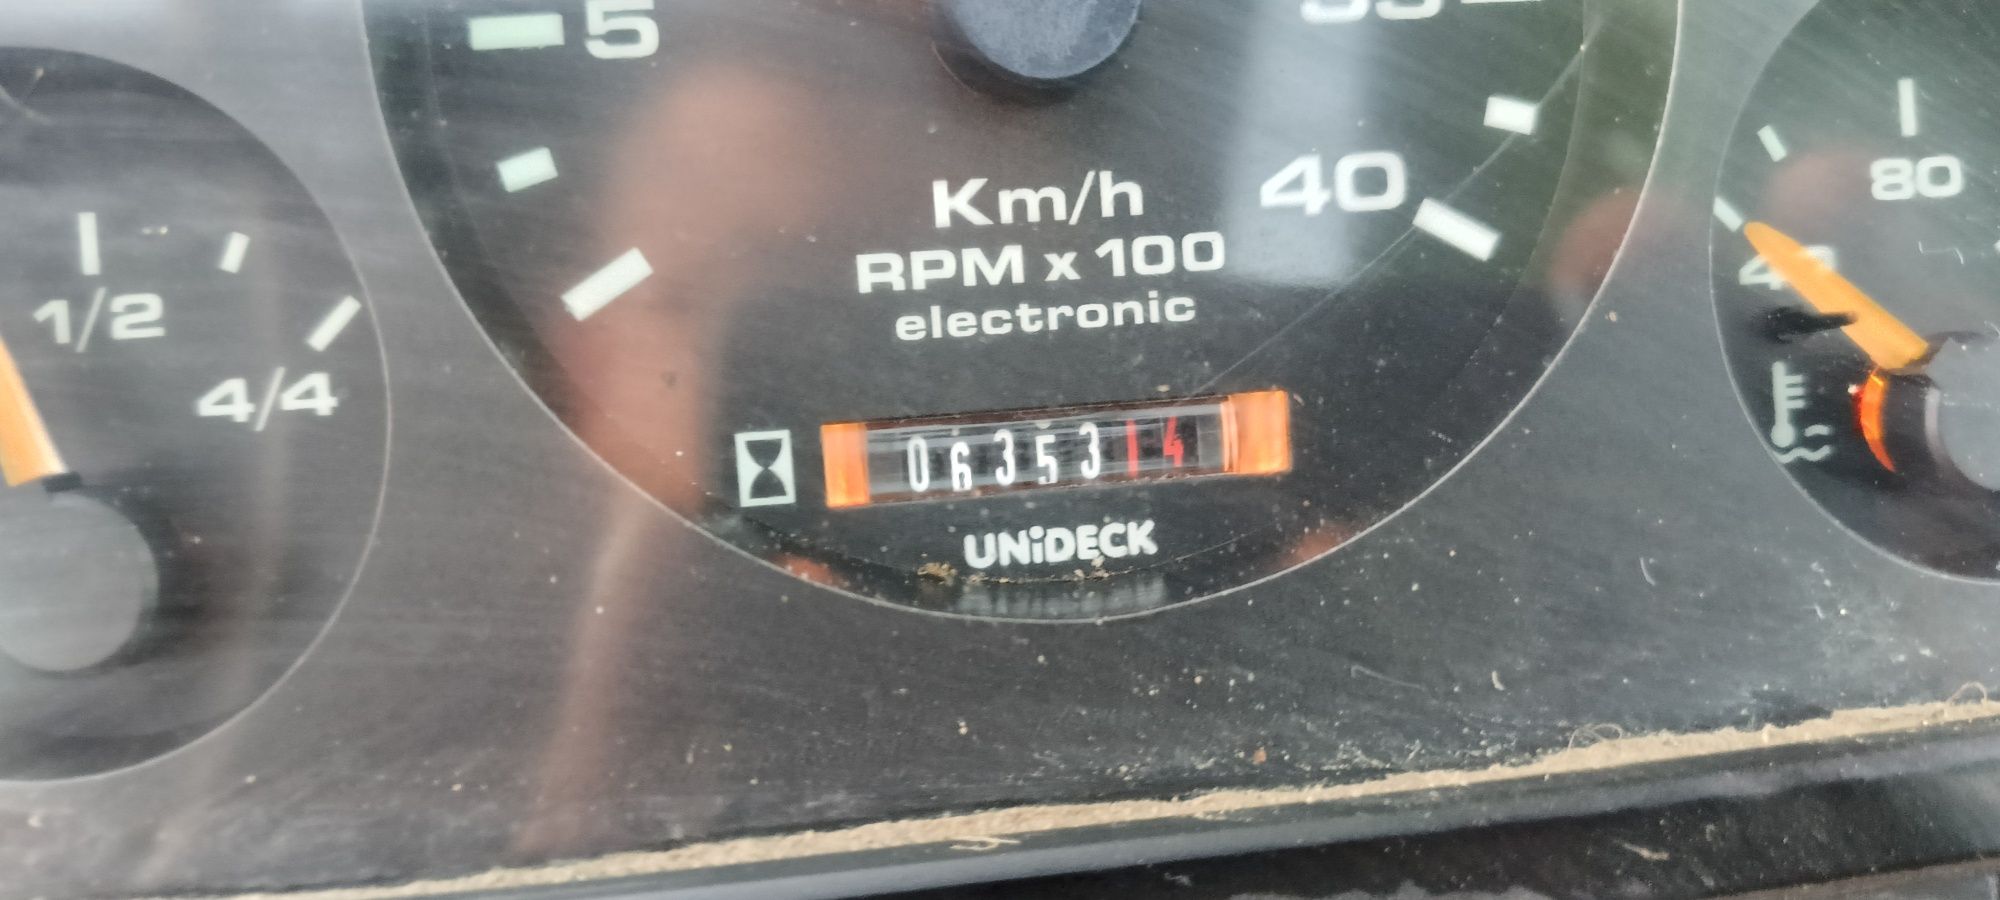 5
40
80
Km/h
RPM x 100
electronic
1/2
4/4
0635314
UNiDECK